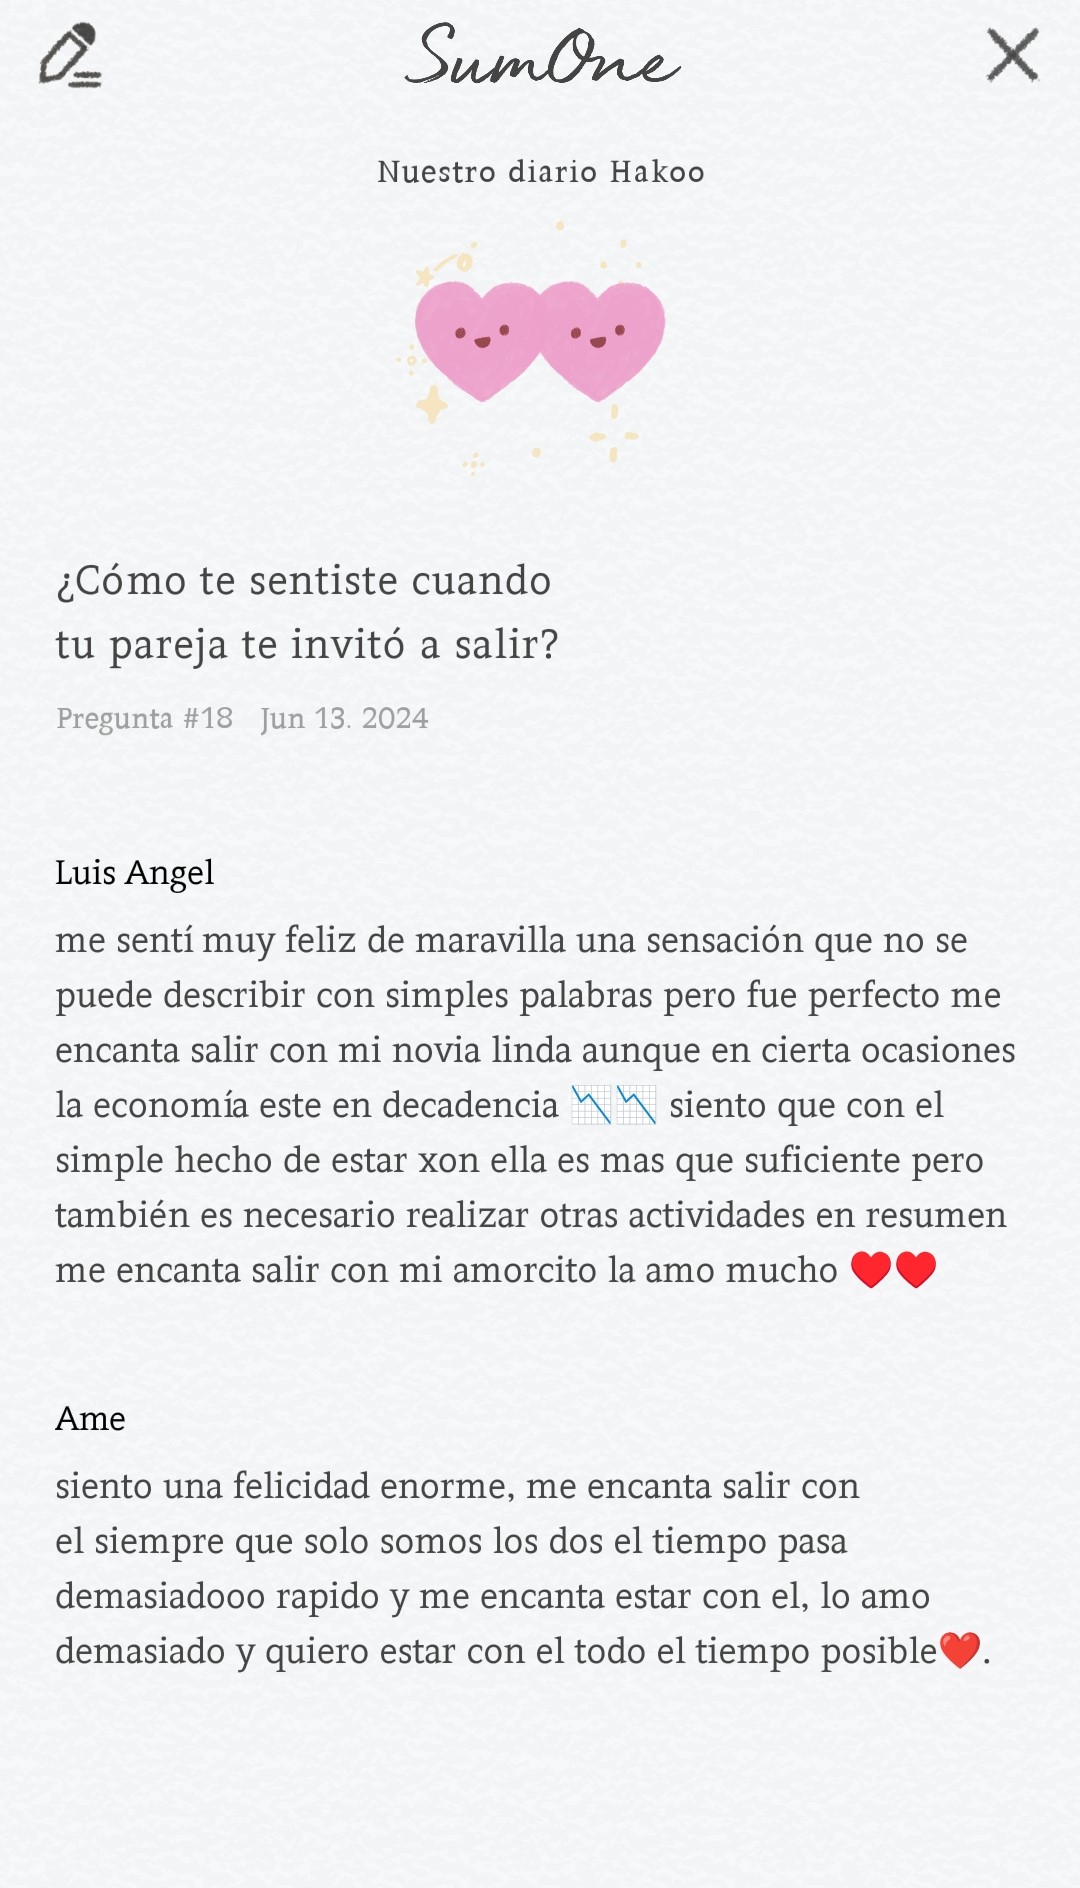 SumOne
Nuestro diario Hakoo
¿Cómo te sentiste cuando
tu pareja te invitó a salir?
Pregunta #18 Jun 13. 2024
Luis Angel
me sentí muy feliz de maravilla una sensación que no se
puede describir con simples palabras pero fue perfecto me
encanta salir con mi novia linda aunque en cierta ocasiones
la economía este en decadencia 📉📉 siento que con el
simple hecho de estar xon ella es mas que suficiente pero
también es necesario realizar otras actividades en resumen
me encanta salir con mi amorcito la amo mucho ♥️♥️
Ame
siento una felicidad enorme, me encanta salir con
el siempre que solo somos los dos el tiempo pasa
demasiadooo rapido y me encanta estar con el, lo amo
demasiado y quiero estar con el todo el tiempo posible❤️.